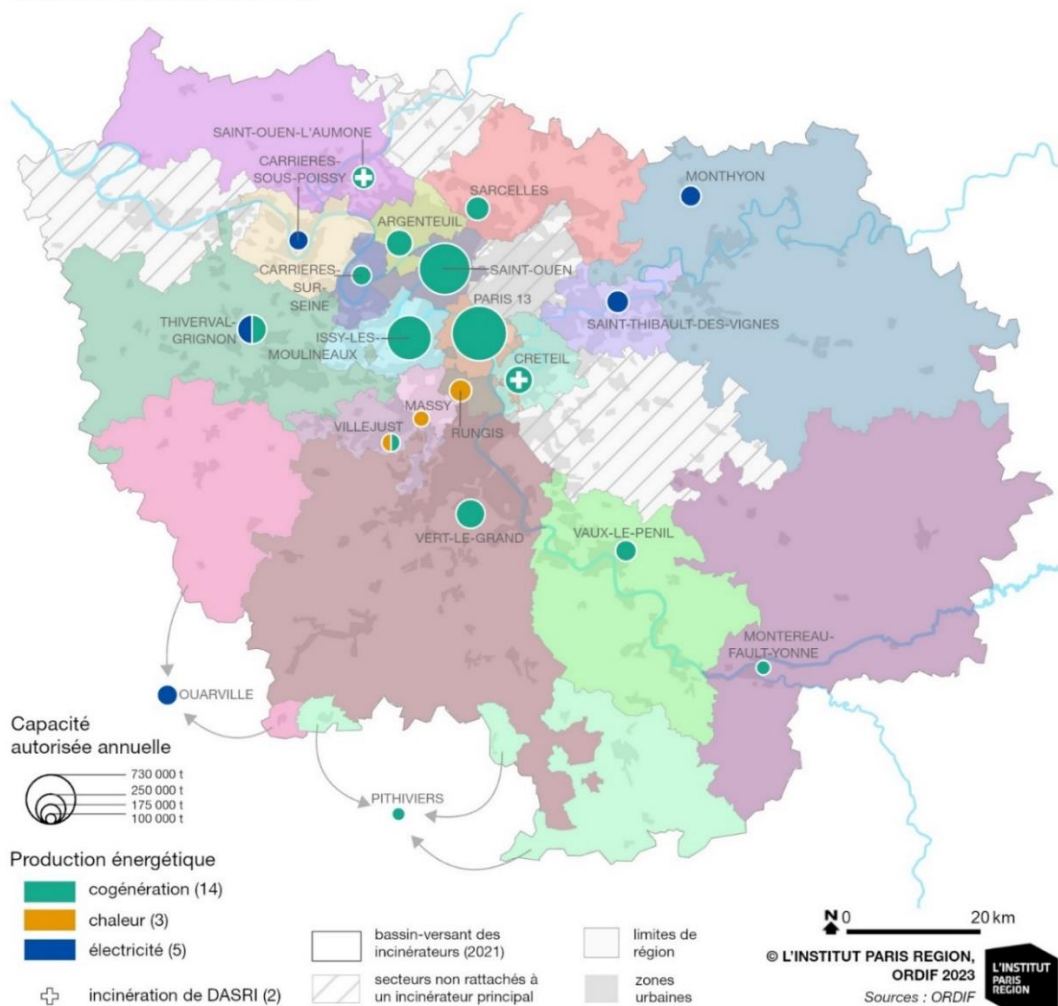 SAINT-OUEN-L'AUMONE
CARRIERES-
SOUS-POISSY
MONTHYON
SARCELLES
ARGENTEUIL
SAINT-OUEN
CARRIERES-
SUR-
SEINE
PARIS 13
THIVERVAL-
GRIGNON
ISSY-LES-
MOULINEAUX
SAINT-THIBAULT-DES-VIGNES
CRETEIL
MASSY
VILLEJUST
RUNGIS
VERT-LE-GRAND
VAUX-LE-PENIL
MONTEREAU-
FAULT-YONNE
OUARVILLE
PITHIVIERS
Capacité
autorisée annuelle
730 000 t
250 000 t
175 000 t
100 000 t
Production énergétique
cogénération (14)
chaleur (3)
électricité (5)
incinération de DASRI (2)
bassin-versant des
incinérateurs (2021)
secteurs non rattachés à
un incinérateur principal
limites de
région
zones
urbaines
N 0 20 km
© L'INSTITUT PARIS REGION,
ORDIF 2023
Sources : ORDIF
L'INSTITUT
PARIS
REGION